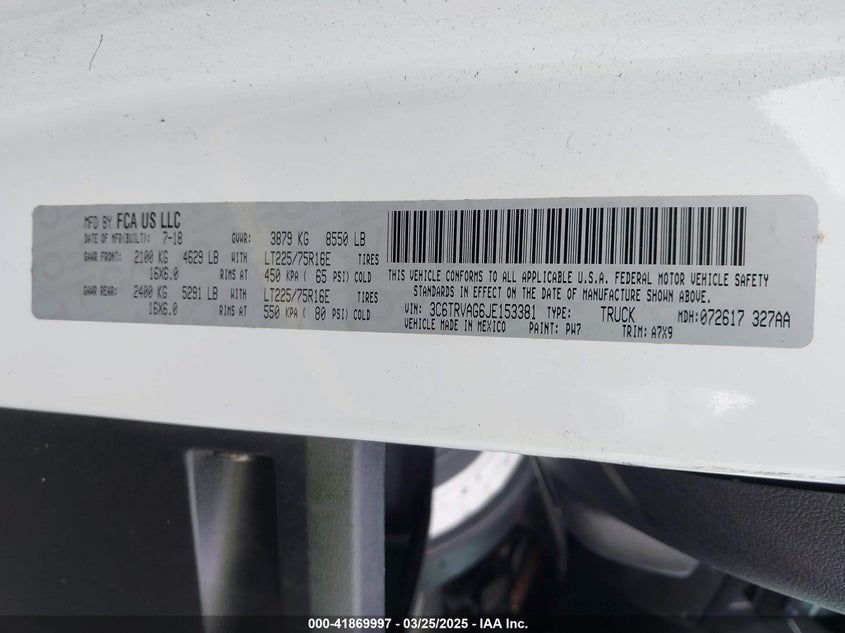 MFD BY FCA US LLC
DATE OF MFR(BUILT): 7-18 GVWR: 3879 KG 8550 LB
GAWR FRONT: 2100 KG 4629 LB WITH LT225/75R16E TIRES
16X6.0 RIMS AT 450 KPA ( 65 PSI) COLD
GAWR REAR: 2400 KG 5291 LB WITH LT225/75R16E TIRES
16X6.0 RIMS AT 550 KPA ( 80 PSI) COLD
THIS VEHICLE CONFORMS TO ALL APPLICABLE U.S.A. FEDERAL MOTOR VEHICLE SAFETY
STANDARDS IN EFFECT ON THE DATE OF MANUFACTURE SHOWN ABOVE.
VIN: 3C6TRVAG6JE153381 TYPE: TRUCK MDH:072617 327AA
VEHICLE MADE IN MEXICO PAINT: PW7 TRIM: A7X9
000-41869997 - 03/25/2025 - IAA Inc.